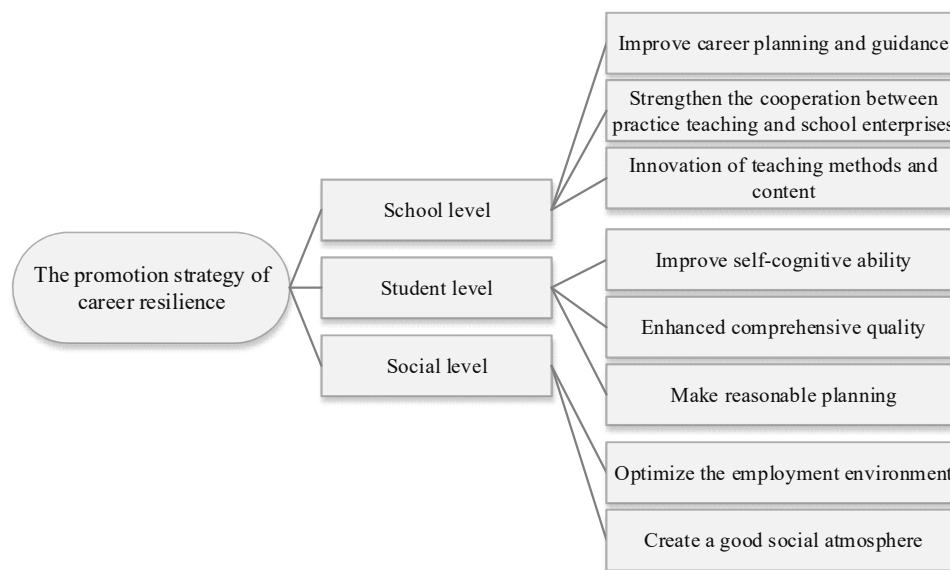 The promotion strategy of
career resilience
School level
Student level
Social level
Improve career planning and guidance
Strengthen the cooperation between
practice teaching and school enterprises
Innovation of teaching methods and
content
Improve self-cognitive ability
Enhanced comprehensive quality
Make reasonable planning
Optimize the employment environment
Create a good social atmosphere